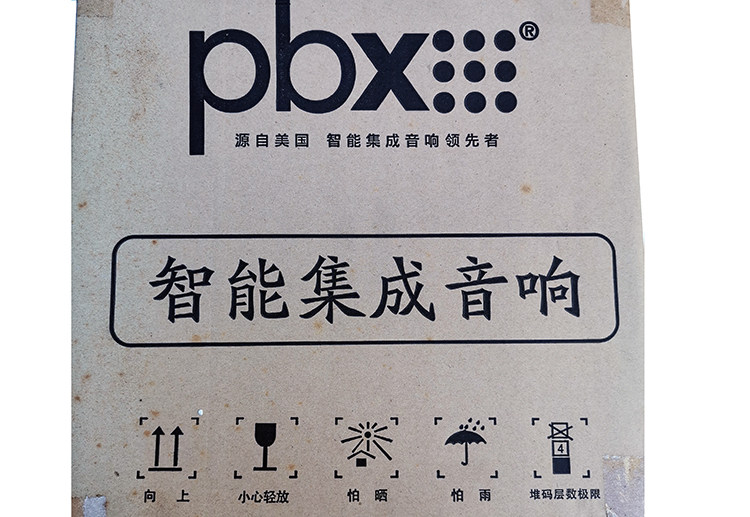 pbx®
源自美国 智能集成音响领先者
智能集成音响
向上 小心轻放 怕晒 怕雨 堆码层数极限
4